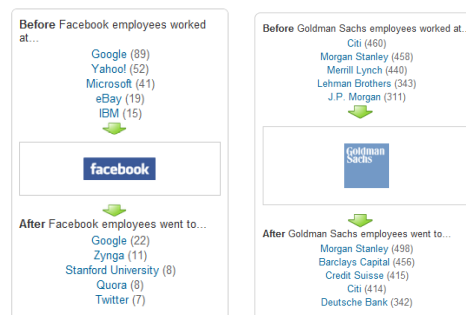 Before Facebook employees worked
at...
Google (89)
Yahoo! (52)
Microsoft (41)
eBay (19)
IBM (15)
facebook
After Facebook employees went to...
Google (22)
Zynga (11)
Stanford University (8)
Quora (8)
Twitter (7)
Before Goldman Sachs employees worked at...
Citi (460)
Morgan Stanley (458)
Merrill Lynch (440)
Lehman Brothers (343)
J.P. Morgan (311)
Goldman
Sachs
After Goldman Sachs employees went to...
Morgan Stanley (498)
Barclays Capital (456)
Credit Suisse (415)
Citi (414)
Deutsche Bank (342)